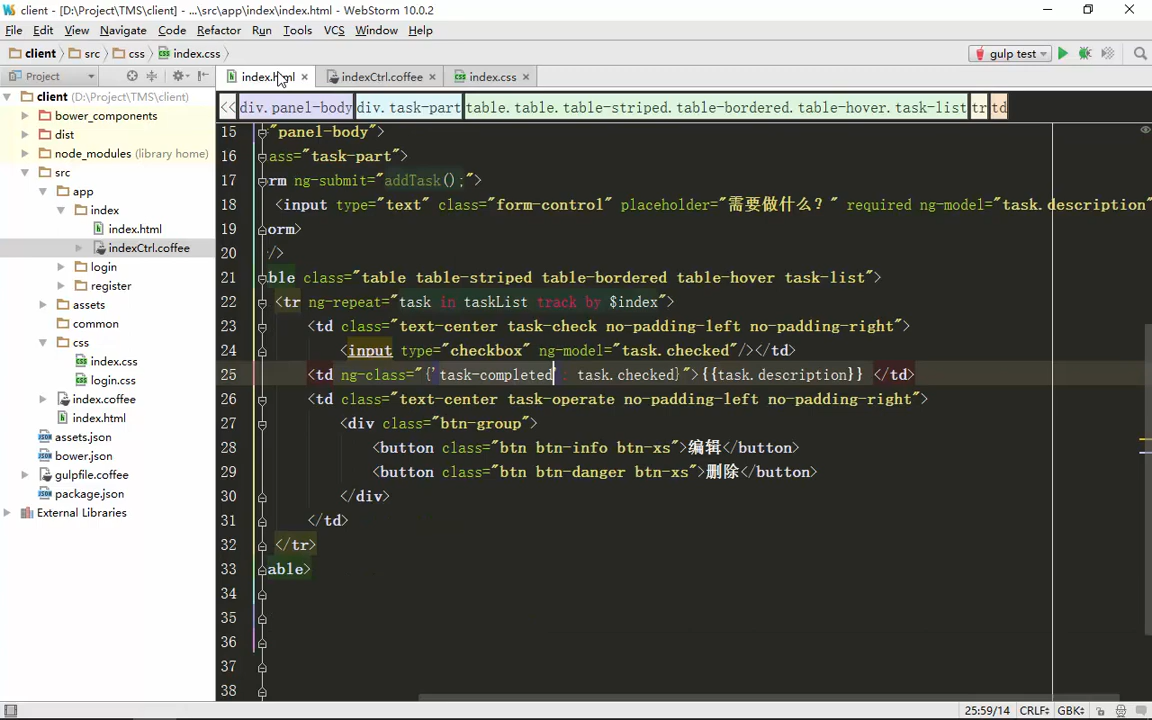 client - [D:\Project\TMS\client] - ...\src\app\index\index.html - WebStorm 10.0.2
File Edit View Navigate Code Refactor Run Tools VCS Window Help
client src css index.css gulp test
Project index.html indexCtrl.coffee index.css
<< div.panel-body div.task-part table.table.table-striped.table-bordered.table-hover.task-list tr td
client [D:\Project\TMS\client]
bower_components
dist
node_modules (library home)
src
app
index
index.html
indexCtrl.coffee
login
register
assets
common
css
index.css
login.css
index.html
assets.json
bower.json
gulpfile.coffee
package.json
External Libraries
15 "panel-body">
16 ass="task-part">
17 rm ng-submit="addTask();">
18 <input type="text" class="form-control" placeholder="需要做什么？" required ng-model="task.description"
19 orm>
20 />
21 ble class="table table-striped table-bordered table-hover task-list">
22 <tr ng-repeat="task in taskList track by $index">
23 <td class="text-center task-check no-padding-left no-padding-right">
24 <input type="checkbox" ng-model="task.checked"/></td>
25 <td ng-class="{'task-completed' : task.checked}">{{task.description}} </td>
26 <td class="text-center task-operate no-padding-left no-padding-right">
27 <div class="btn-group">
28 <button class="btn btn-info btn-xs">编辑</button>
29 <button class="btn btn-danger btn-xs">删除</button>
30 </div>
31 </td>
32 </tr>
33 able>
34
35
36
37
38
25:59/14 CRLF GBK